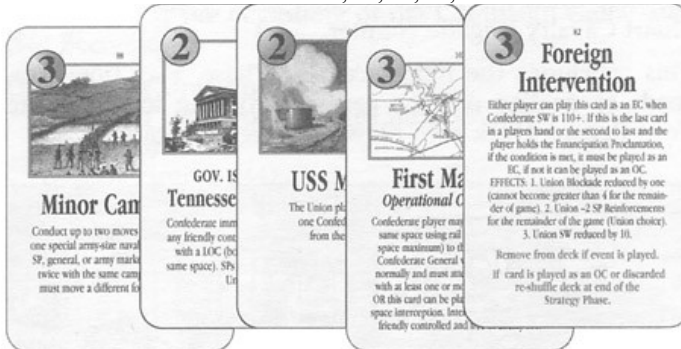 3
Minor Cam
Conduct up to two moves
one special army-size naval
SP, general, or army marke
twice with the same camp
must move a different fo
2
GOV. IS
Tennesse
Confederate imm
any friendly cont
with a LOC (bo
same space). SPs
Un
2
USS M
The Union pla
one Confed
from the
3
First Ma
Operational C
Confederate player may
same space using rail
space maximum) to th
Confederate General
normally and must
with at least one or mo
OR this card can be pla
space interception. Inte
friendly controlled and
3
82
Foreign
Intervention
Either player can play this card as an EC when
Confederate SW is 110+. If this is the last card
in a players hand or the second to last and the
player holds the Emancipation Proclamation,
if the condition is met, it must be played as an
EC, if not it can be played as an OC.
EFFECTS: 1. Union Blockade reduced by one
(cannot become greater than 4 for the remain-
der of game). 2. Union -2 SP Reinforcements
for the remainder of the game (Union choice).
3. Union SW reduced by 10.
Remove from deck if event is played.
If card is played as an OC or discarded
re-shuffle deck at end of the
Strategy Phase.